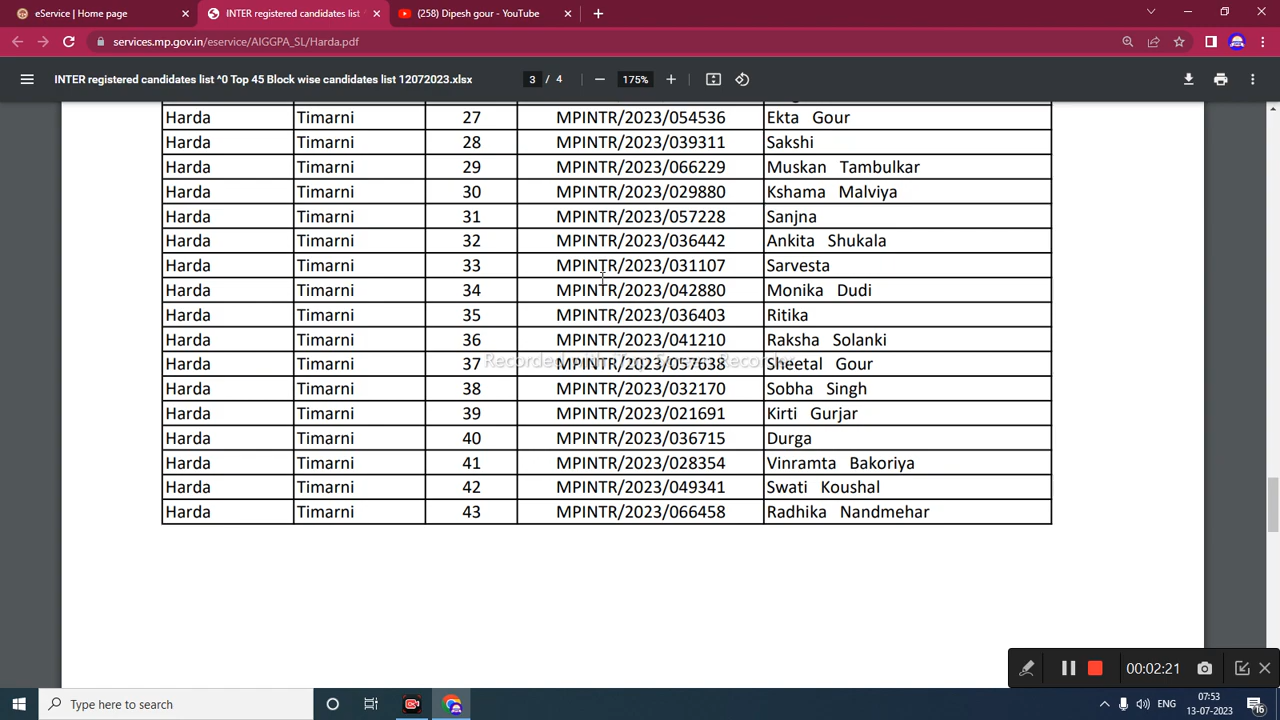 eService | Home page
INTER registered candidates list
(258) Dipesh gour - YouTube
services.mp.gov.in/eservice/AIGGPA_SL/Harda.pdf
INTER registered candidates list ^0 Top 45 Block wise candidates list 12072023.xlsx
3 / 4
175%
Harda Timarni 27 MPINTR/2023/054536 Ekta Gour
Harda Timarni 28 MPINTR/2023/039311 Sakshi
Harda Timarni 29 MPINTR/2023/066229 Muskan Tambulkar
Harda Timarni 30 MPINTR/2023/029880 Kshama Malviya
Harda Timarni 31 MPINTR/2023/057228 Sanjna
Harda Timarni 32 MPINTR/2023/036442 Ankita Shukala
Harda Timarni 33 MPINTR/2023/031107 Sarvesta
Harda Timarni 34 MPINTR/2023/042880 Monika Dudi
Harda Timarni 35 MPINTR/2023/036403 Ritika
Harda Timarni 36 MPINTR/2023/041210 Raksha Solanki
Recorded with iTop Screen Recorder
Harda Timarni 37 MPINTR/2023/057638 Sheetal Gour
Harda Timarni 38 MPINTR/2023/032170 Sobha Singh
Harda Timarni 39 MPINTR/2023/021691 Kirti Gurjar
Harda Timarni 40 MPINTR/2023/036715 Durga
Harda Timarni 41 MPINTR/2023/028354 Vinramta Bakoriya
Harda Timarni 42 MPINTR/2023/049341 Swati Koushal
Harda Timarni 43 MPINTR/2023/066458 Radhika Nandmehar
00:02:21
Type here to search
ENG
07:53
13-07-2023
16